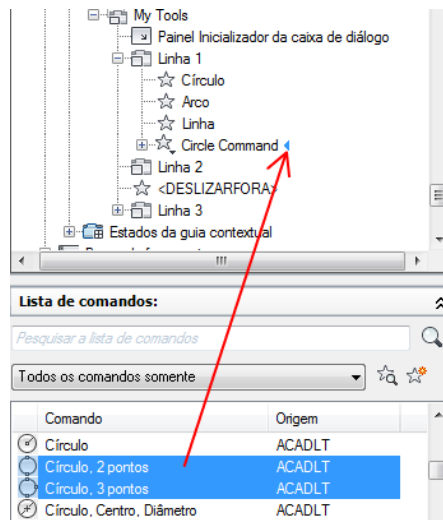 My Tools
Painel Inicializador da caixa de diálogo
Linha 1
Círculo
Arco
Linha
Circle Command
Linha 2
<DESLIZARFORA>
Linha 3
Estados da guia contextual
Lista de comandos:
Pesquisar a lista de comandos
Todos os comandos somente
Comando Origem
Círculo ACADLT
Círculo, 2 pontos ACADLT
Círculo, 3 pontos ACADLT
Círculo, Centro, Diâmetro ACADLT